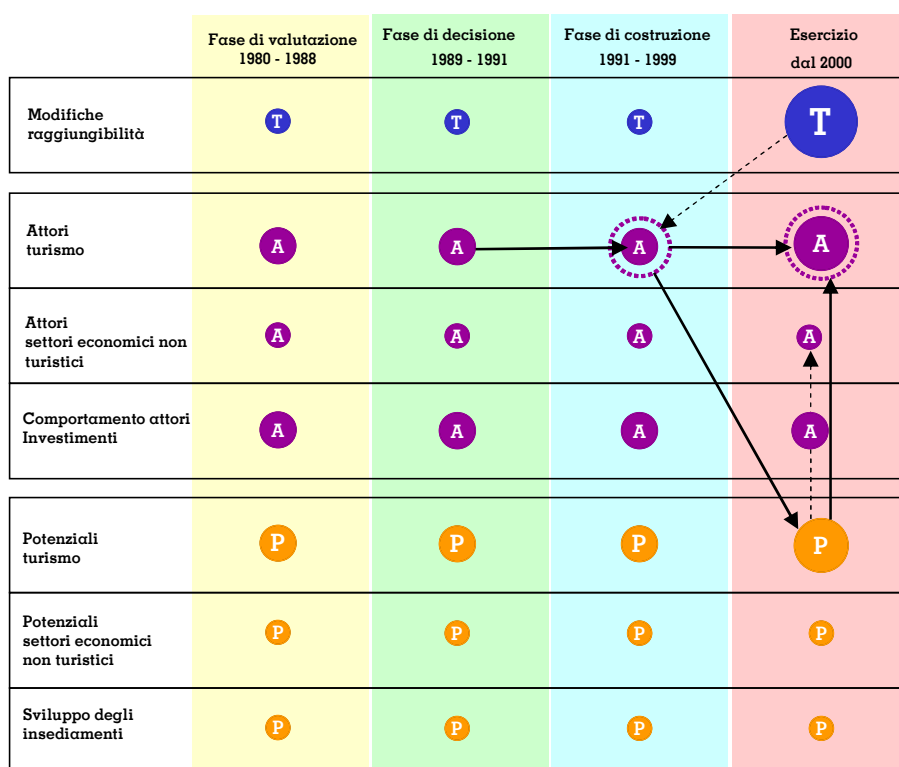 Fase di valutazione
1980 - 1988
Fase di decisione
1989 - 1991
Fase di costruzione
1991 - 1999
Esercizio
dal 2000
Modifiche
raggiungibilità
T T T T
Attori
turismo
A A A A
Attori
settori economici non
turistici
A A A A
Comportamento attori
Investimenti
A A A A
Potenziali
turismo
P P P P
Potenziali
settori economici
non turistici
P P P P
Sviluppo degli
insediamenti
P P P P